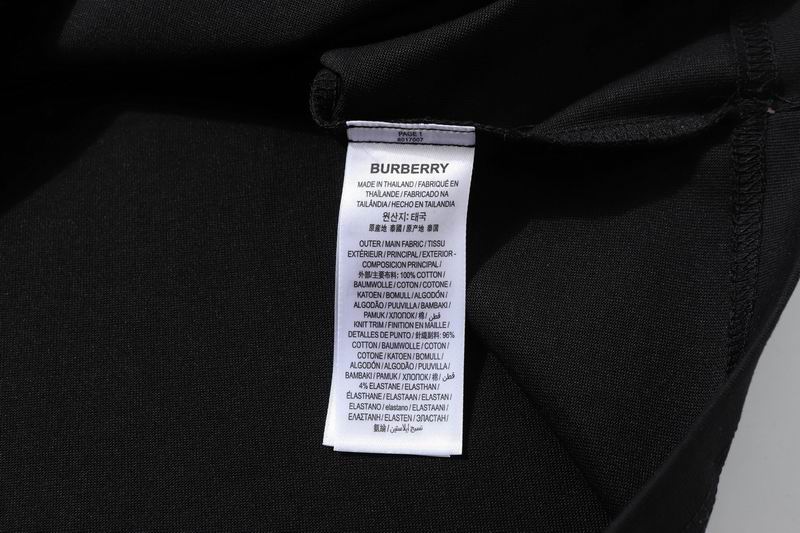 PAGE 1
8017007
BURBERRY
MADE IN THAILAND / FABRIQUÉ EN
THAÏLANDE / FABRICADO NA
TAILÂNDIA / HECHO EN TAILANDIA
원산지: 태국
原産地 泰國 / 原产地 泰国
OUTER / MAIN FABRIC / TISSU
EXTÉRIEUR / PRINCIPAL / EXTERIOR -
COMPOSICION PRINCIPAL /
外部/主要布料: 100% COTTON /
BAUMWOLLE / COTON / COTONE /
KATOEN / BOMULL / ALGODÓN /
ALGODÃO / PUUVILLA / BAMBAKI /
PAMUK / ХЛОПОК / 棉 / قطن
KNIT TRIM / FINITION EN MAILLE /
DETALLES DE PUNTO / 針織副料: 96%
COTTON / BAUMWOLLE / COTON /
COTONE / KATOEN / BOMULL /
ALGODÓN / ALGODÃO / PUUVILLA /
BAMBAKI / PAMUK / ХЛОПОК / 棉 / قطن
4% ELASTANE / ELASTHAN /
ÉLASTHANE / ELASTAAN / ELASTAN /
ELASTANO / elastano / ELASTAANI /
ΕΛΑΣΤΑΝΗ / ELASTEN / ЭЛАСТАН /
氨綸 / نسيج إيلاستين